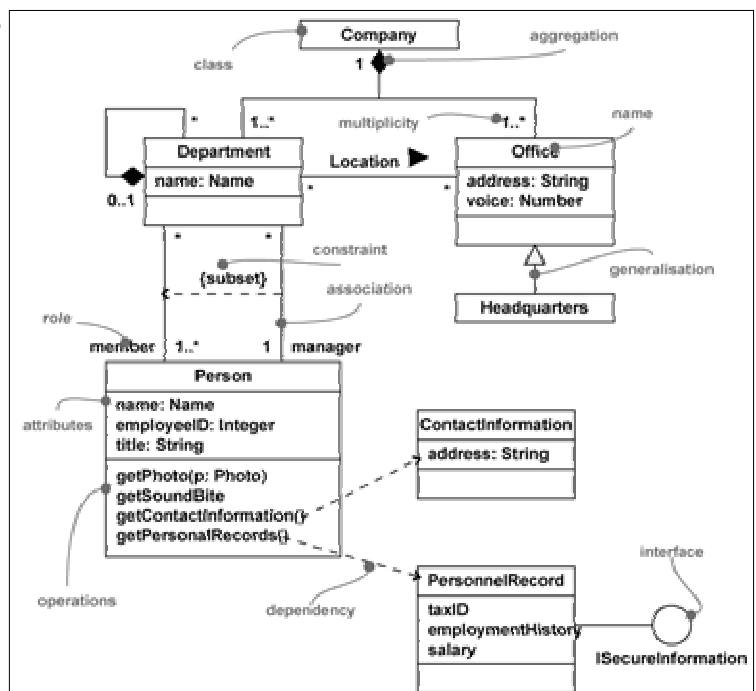 Company
class
aggregation
1
*
1..*
multiplicity
1..*
name
Department
Office
Location
name: Name
address: String
voice: Number
0..1
*
*
*
*
constraint
{subset}
generalisation
association
Headquarters
role
member
1..*
1
manager
Person
name: Name
employeeID: Integer
title: String
attributes
ContactInformation
address: String
getPhoto(p: Photo)
getSoundBite
getContactInformation()
getPersonalRecords()
operations
dependency
interface
PersonnelRecord
taxID
employmentHistory
salary
ISecureInformation